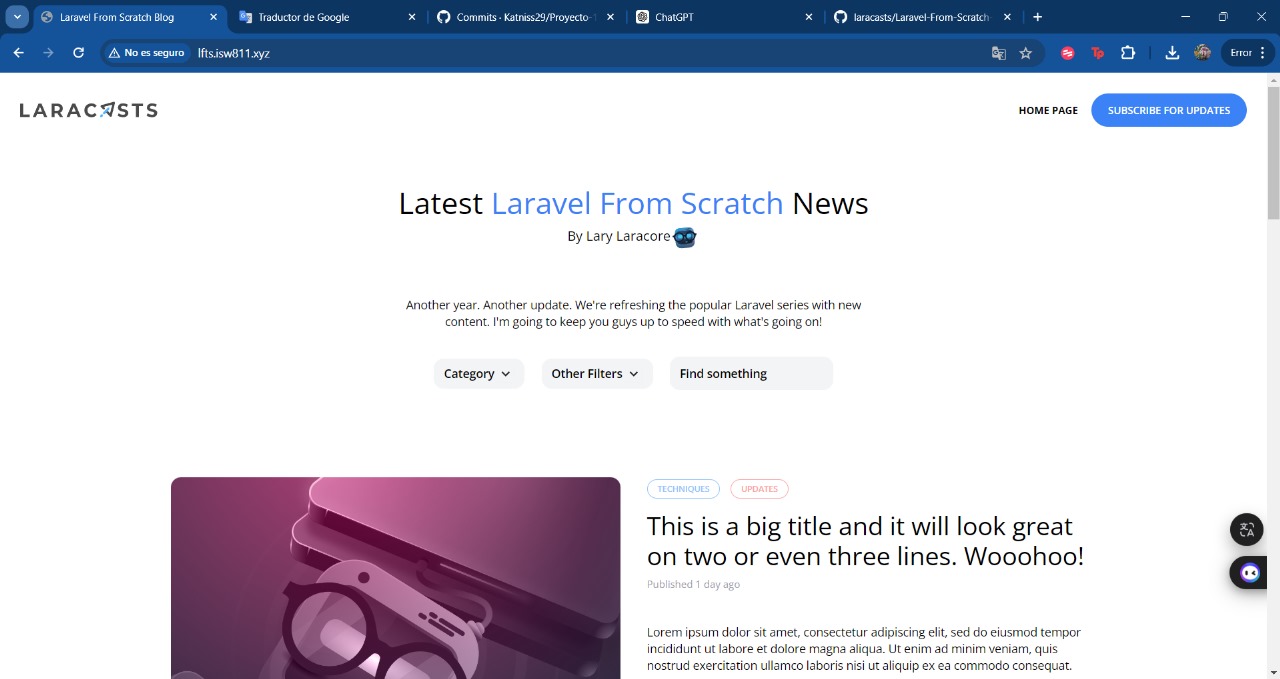 Laravel From Scratch Blog
Traductor de Google
Commits · Katniss29/Proyecto-1
ChatGPT
laracasts/Laravel-From-Scratch-
No es seguro
lfts.isw811.xyz
Error
LARACASTS
HOME PAGE
SUBSCRIBE FOR UPDATES
Latest Laravel From Scratch News
By Lary Laracore
Another year. Another update. We're refreshing the popular Laravel series with new
content. I'm going to keep you guys up to speed with what's going on!
Category
Other Filters
Find something
TECHNIQUES
UPDATES
This is a big title and it will look great
on two or even three lines. Wooohoo!
Published 1 day ago
Lorem ipsum dolor sit amet, consectetur adipiscing elit, sed do eiusmod tempor
incididunt ut labore et dolore magna aliqua. Ut enim ad minim veniam, quis
nostrud exercitation ullamco laboris nisi ut aliquip ex ea commodo consequat.